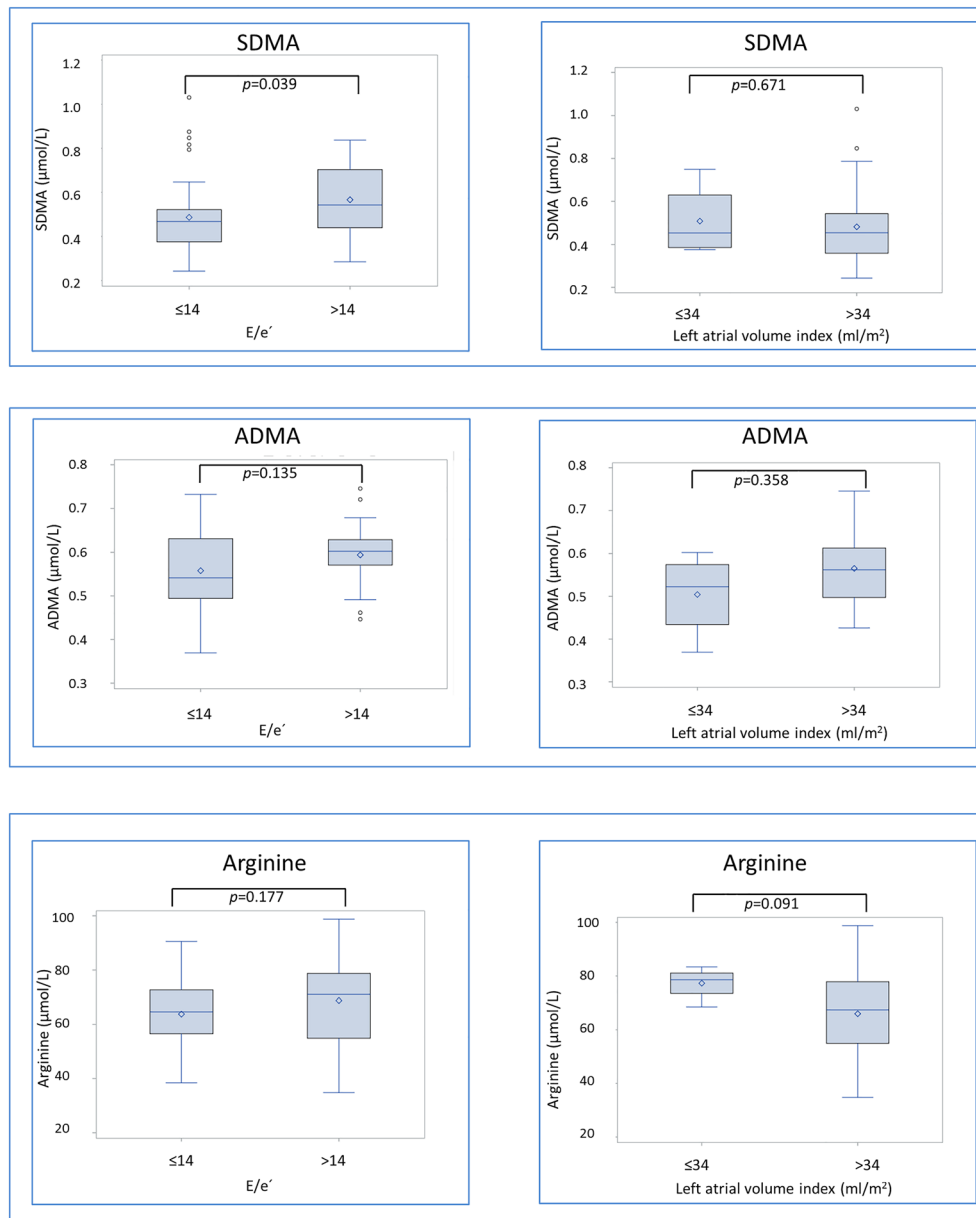 SDMA
p=0.039
1.2
1.0
0.8
0.6
0.4
0.2
SDMA (µmol/L)
≤14
>14
E/e´
SDMA
p=0.671
1.2
1.0
0.8
0.6
0.4
0.2
SDMA (µmol/L)
≤34
>34
Left atrial volume index (ml/m²)
ADMA
p=0.135
0.8
0.7
0.6
0.5
0.4
0.3
ADMA (µmol/L)
≤14
>14
E/e´
ADMA
p=0.358
0.8
0.7
0.6
0.5
0.4
0.3
ADMA (µmol/L)
≤34
>34
Left atrial volume index (ml/m²)
Arginine
p=0.177
100
80
60
40
20
Arginine (µmol/L)
≤14
>14
E/e´
Arginine
p=0.091
100
80
60
40
20
Arginine (µmol/L)
≤34
>34
Left atrial volume index (ml/m²)